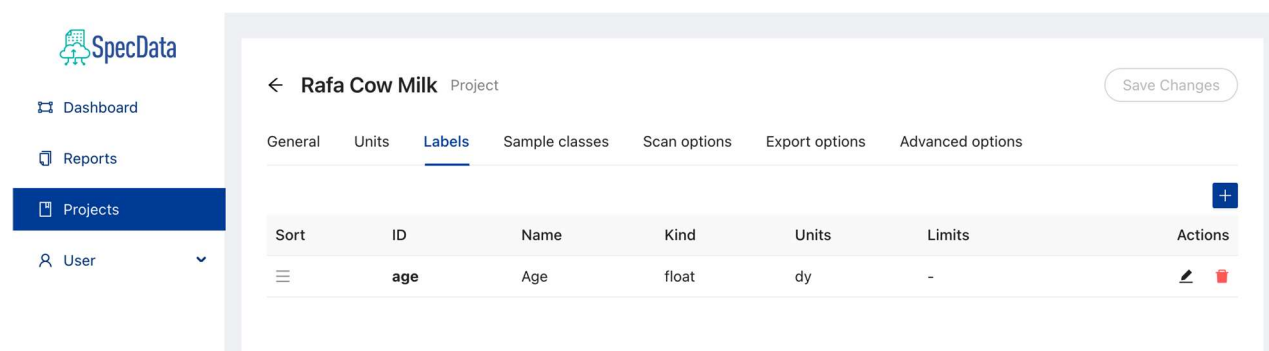 SpecData
Dashboard
Reports
Projects
User
Rafa Cow Milk Project
Save Changes
General Units Labels Sample classes Scan options Export options Advanced options
Sort ID Name Kind Units Limits Actions
age Age float dy -